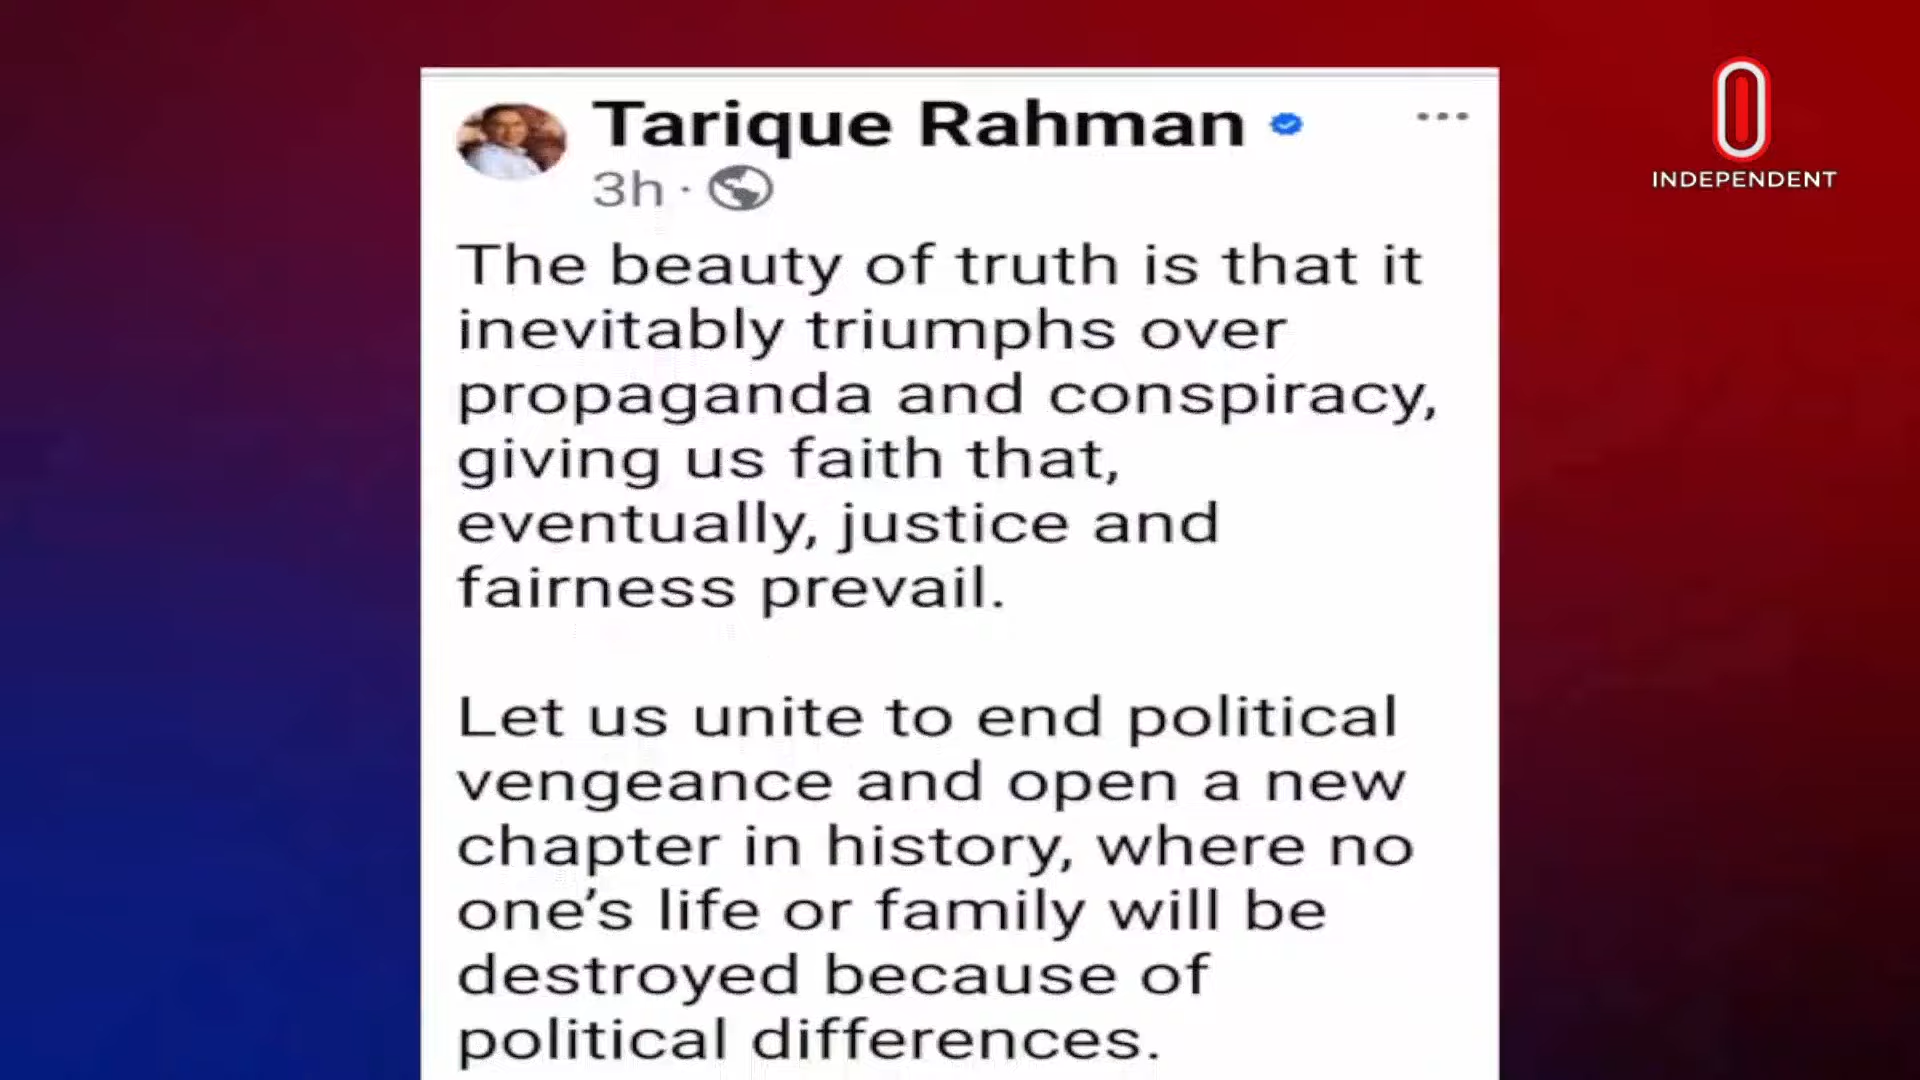 Tarique Rahman
3h ·
The beauty of truth is that it
inevitably triumphs over
propaganda and conspiracy,
giving us faith that,
eventually, justice and
fairness prevail.
Let us unite to end political
vengeance and open a new
chapter in history, where no
one’s life or family will be
destroyed because of
political differences.
INDEPENDENT